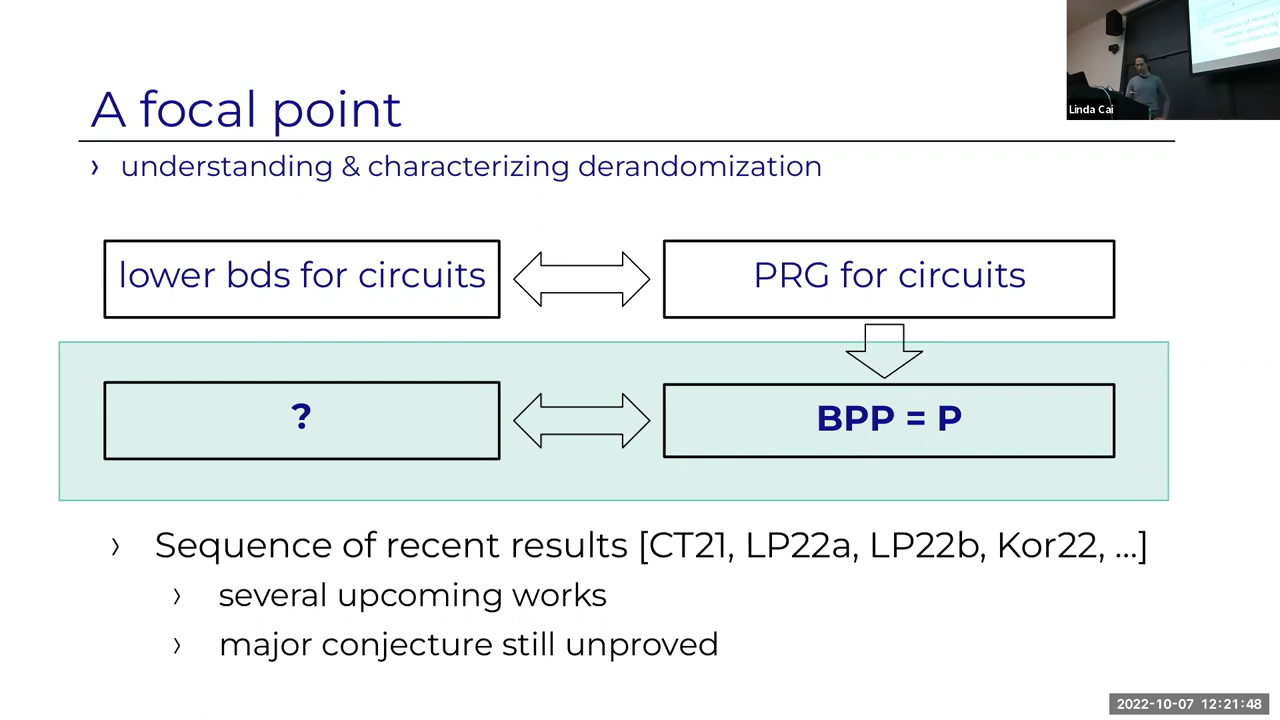 A focal point
› understanding & characterizing derandomization
lower bds for circuits
PRG for circuits
?
BPP = P
› Sequence of recent results [CT21, LP22a, LP22b, Kor22, ...]
› several upcoming works
› major conjecture still unproved
Linda Cai
2022-10-07 12:21:48